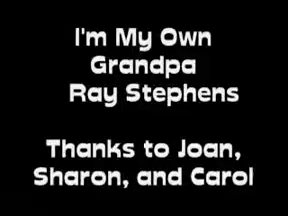 I'm My Own
Grandpa
Ray Stephens
Thanks to Joan,
Sharon, and Carol